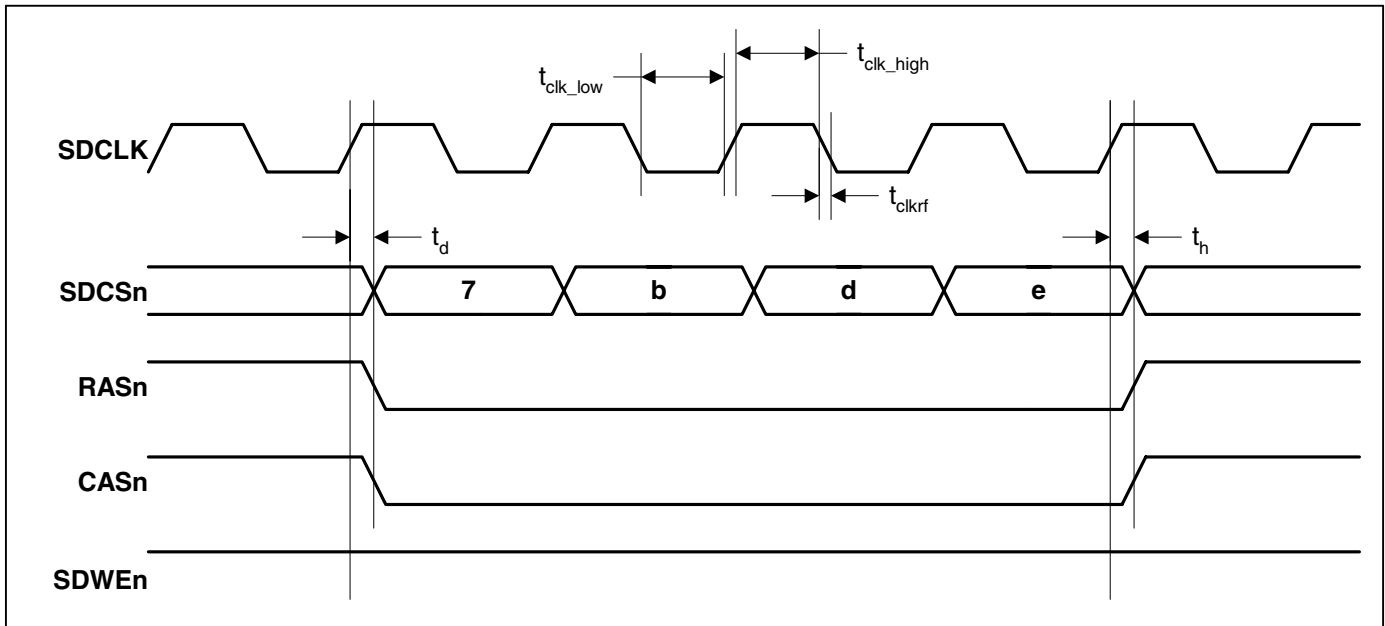 t_clk_high
t_clk_low
SDCLK
t_clkrf
t_d
t_h
SDCSn 7 b d e
RASn
CASn
SDWEn